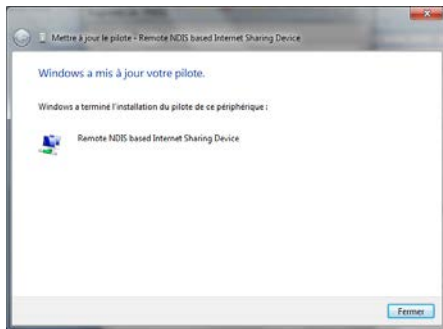 Mettre à jour le pilote - Remote NDIS based Internet Sharing Device
Windows a mis à jour votre pilote.
Windows a terminé l'installation du pilote de ce périphérique :
Remote NDIS based Internet Sharing Device
Fermer